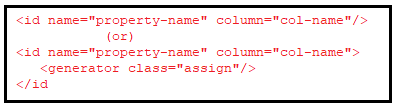 <id name="property-name" column="col-name"/>
(or)
<id name="property-name" column="col-name">
<generator class="assign"/>
</id